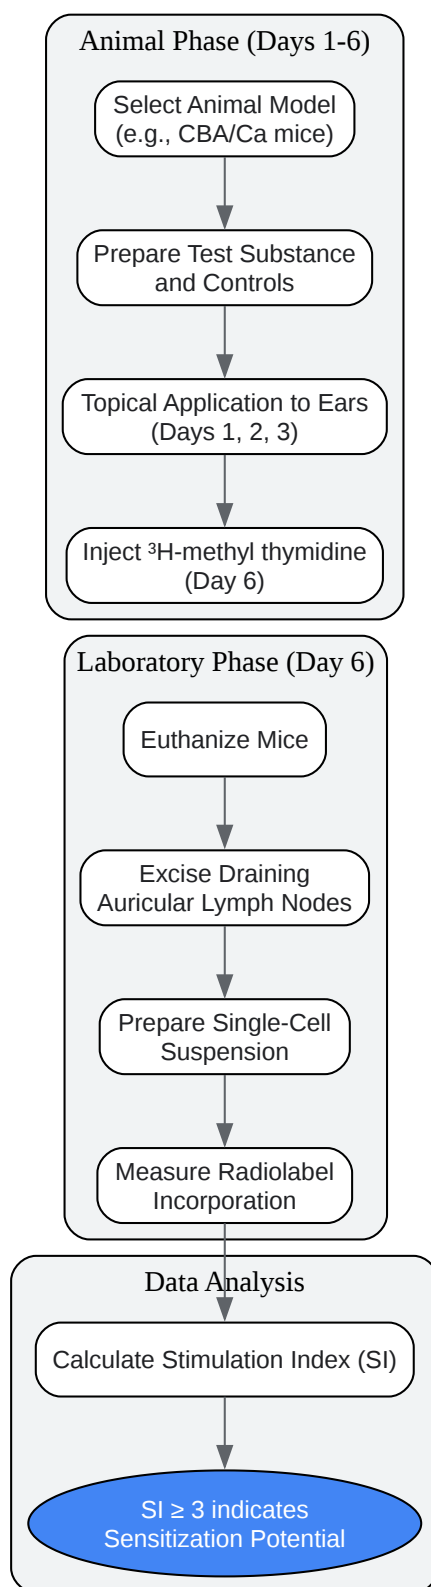 Animal Phase (Days 1-6)
Select Animal Model
(e.g., CBA/Ca mice)
Prepare Test Substance
and Controls
Topical Application to Ears
(Days 1, 2, 3)
Inject ³H-methyl thymidine
(Day 6)
Laboratory Phase (Day 6)
Euthanize Mice
Excise Draining
Auricular Lymph Nodes
Prepare Single-Cell
Suspension
Measure Radiolabel
Incorporation
Data Analysis
Calculate Stimulation Index (SI)
SI ≥ 3 indicates
Sensitization Potential